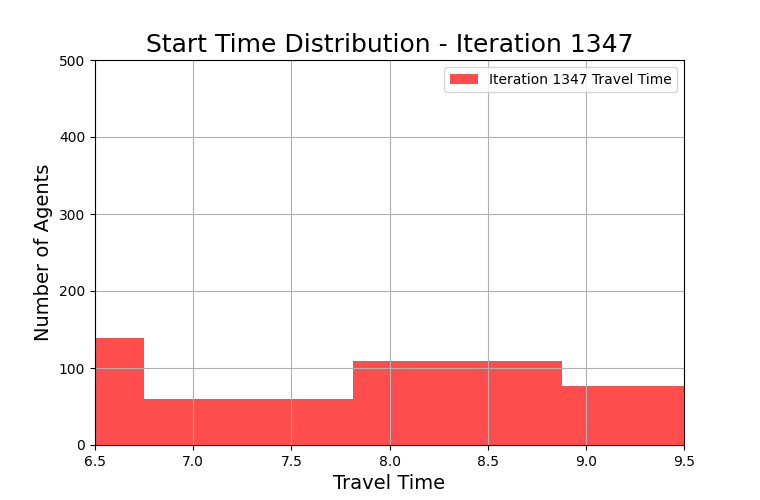 Start Time Distribution - Iteration 1347
Iteration 1347 Travel Time
Number of Agents
500
400
300
200
100
0
6.5 7.0 7.5 8.0 8.5 9.0 9.5
Travel Time